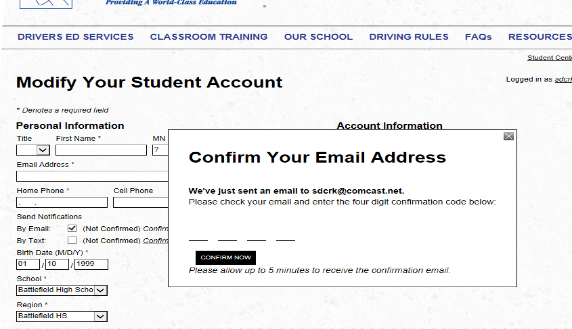 Providing A World-Class Education
DRIVERS ED SERVICES CLASSROOM TRAINING OUR SCHOOL DRIVING RULES FAQs RESOURCES
Student
Modify Your Student Account
Logged in as
* Denotes a required field
Personal Information
Account Information
Title First Name * MN
?
Email Address *
Home Phone * Cell Phone
Send Notifications
By Email: (Not Confirmed)
By Text: (Not Confirmed)
Birth Date (M/D/Y) *
01 / 10 / 1999
School *
Battlefield High Scho
Region *
Battlefield HS
Confirm Your Email Address
We've just sent an email to sdcrk@comcast.net.
Please check your email and enter the four digit confirmation code below:
CONFIRM NOW
Please allow up to 5 minutes to receive the confirmation email.